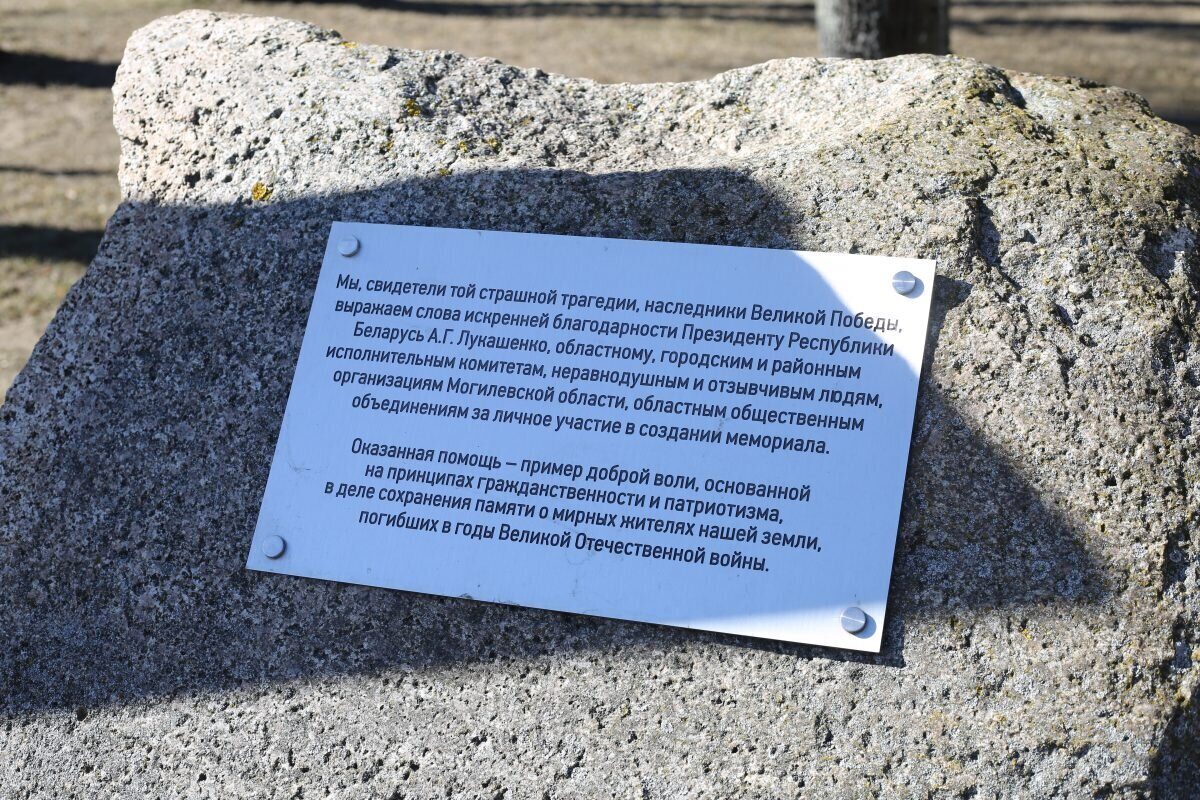 Мы, свидетели той страшной трагедии, наследники Великой Победы,
выражаем слова искренней благодарности Президенту Республики
Беларусь А.Г. Лукашенко, областному, городским и районным
исполнительным комитетам, неравнодушным и отзывчивым людям,
организациям Могилевской области, областным общественным
объединениям за личное участие в создании мемориала.
Оказанная помощь – пример доброй воли, основанной
на принципах гражданственности и патриотизма,
в деле сохранения памяти о мирных жителях нашей земли,
погибших в годы Великой Отечественной войны.